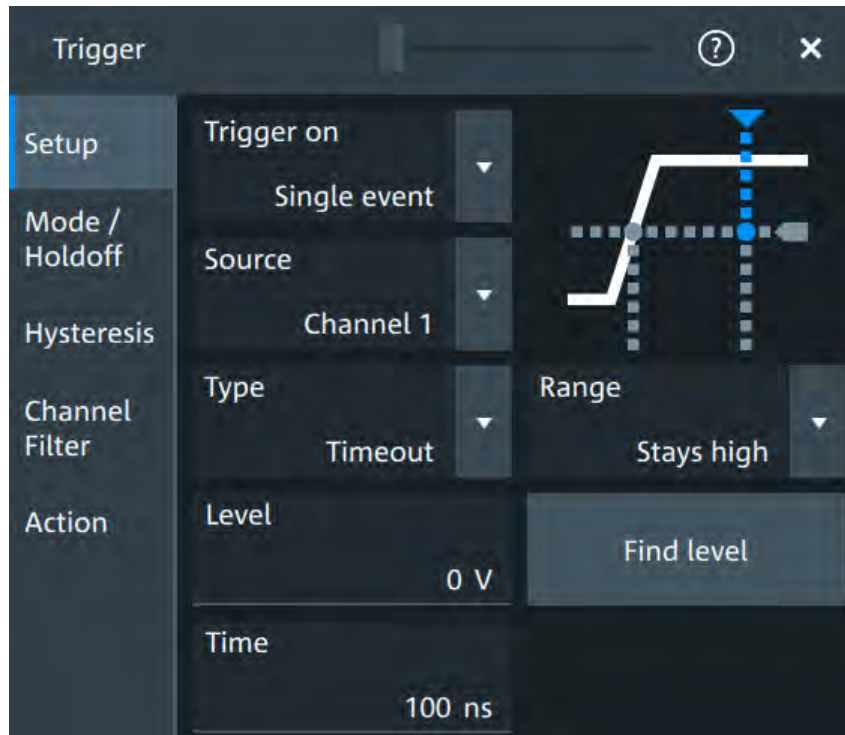 Trigger
?
Setup
Mode /
Holdoff
Hysteresis
Channel
Filter
Action
Trigger on
Single event
Source
Channel 1
Type
Timeout
Range
Stays high
Level
0 V
Find level
Time
100 ns